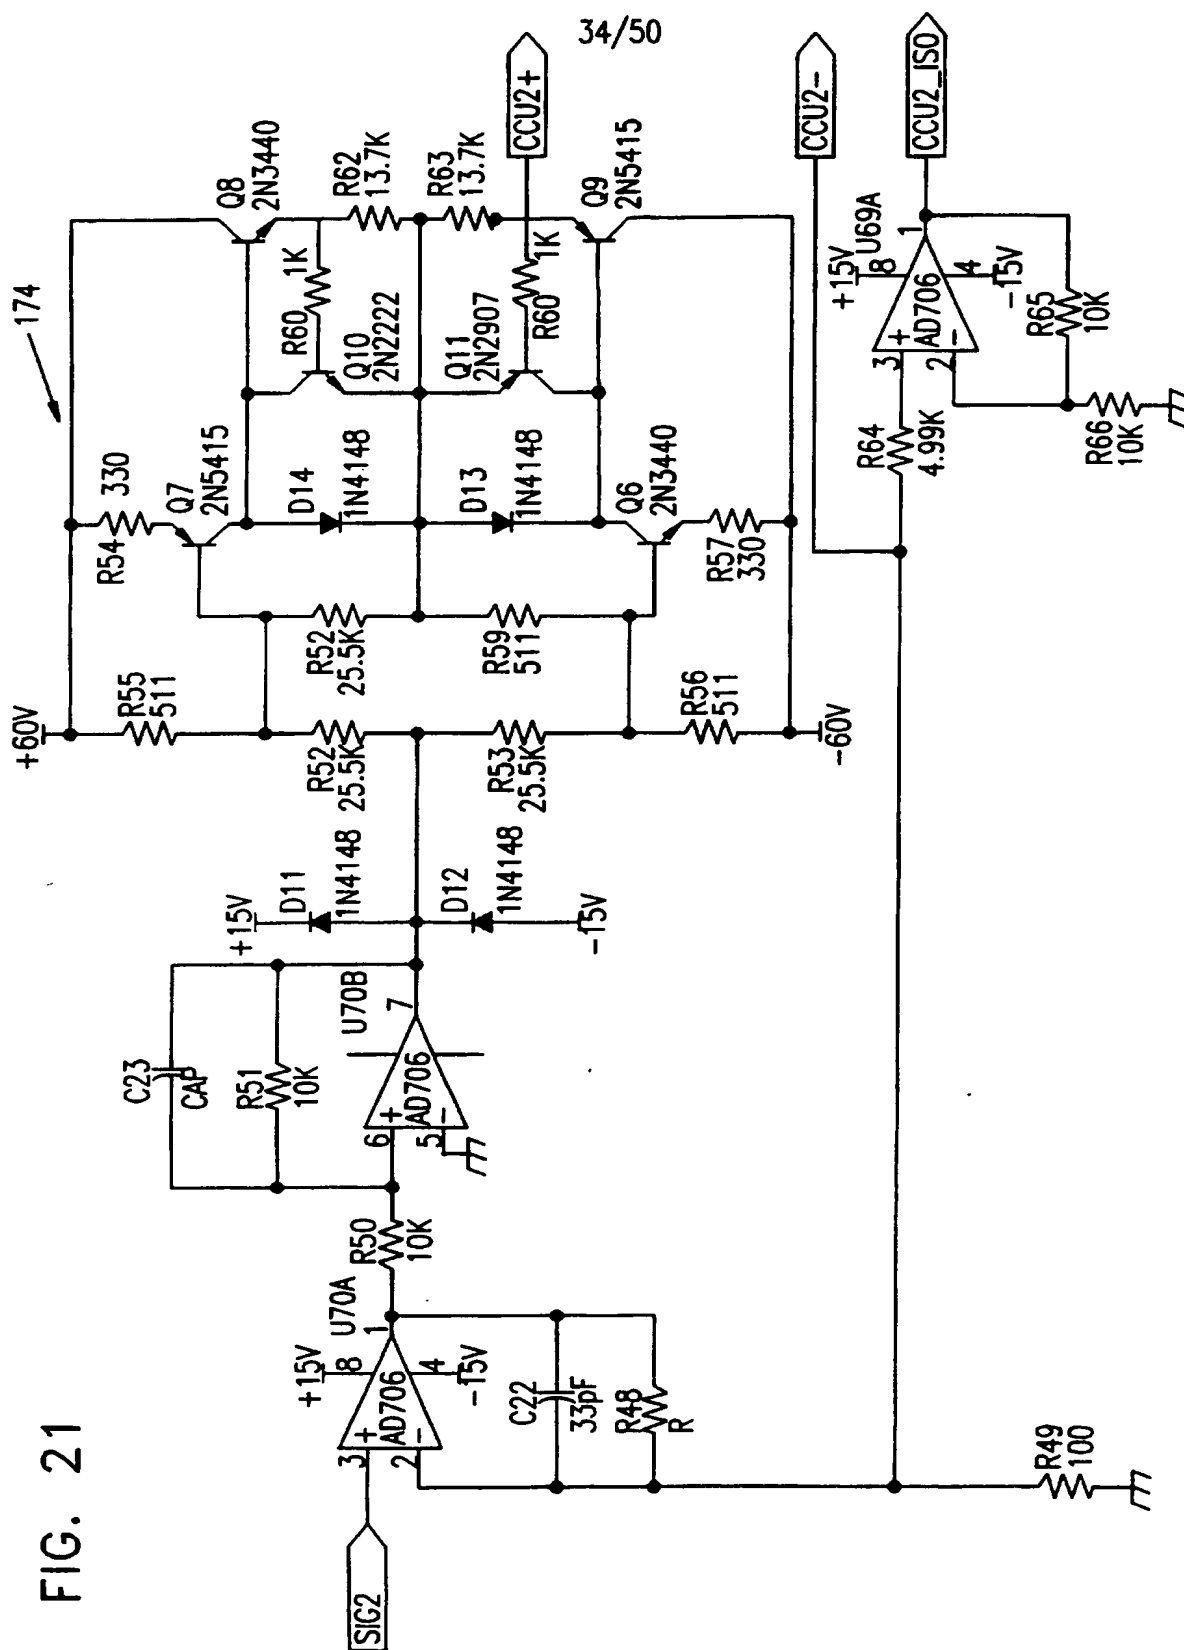 34/50
FIG. 21
174
SIG2
3
+
2
-
AD706
+15V
8
4
-15V
U70A
1
C22
33pF
R48
R
R49
100
R50
10K
C23
CAP
R51
10K
6
+
5
-
AD706
U70B
7
+15V
D11
1N4148
D12
1N4148
-15V
+60V
R55
511
R52
25.5K
R53
25.5K
R56
511
-60V
R52
25.5K
R59
511
R54
330
Q7
2N5415
D14
1N4148
D13
1N4148
Q6
2N3440
R57
330
Q10
2N2222
Q11
2N2907
R60
1K
R60
1K
Q8
2N3440
R62
13.7K
R63
13.7K
Q9
2N5415
CCU2+
CCU2-
R64
4.99K
3
+
2
-
AD706
+15V
8
4
-15V
U69A
1
R65
10K
R66
10K
CCU2_ISO